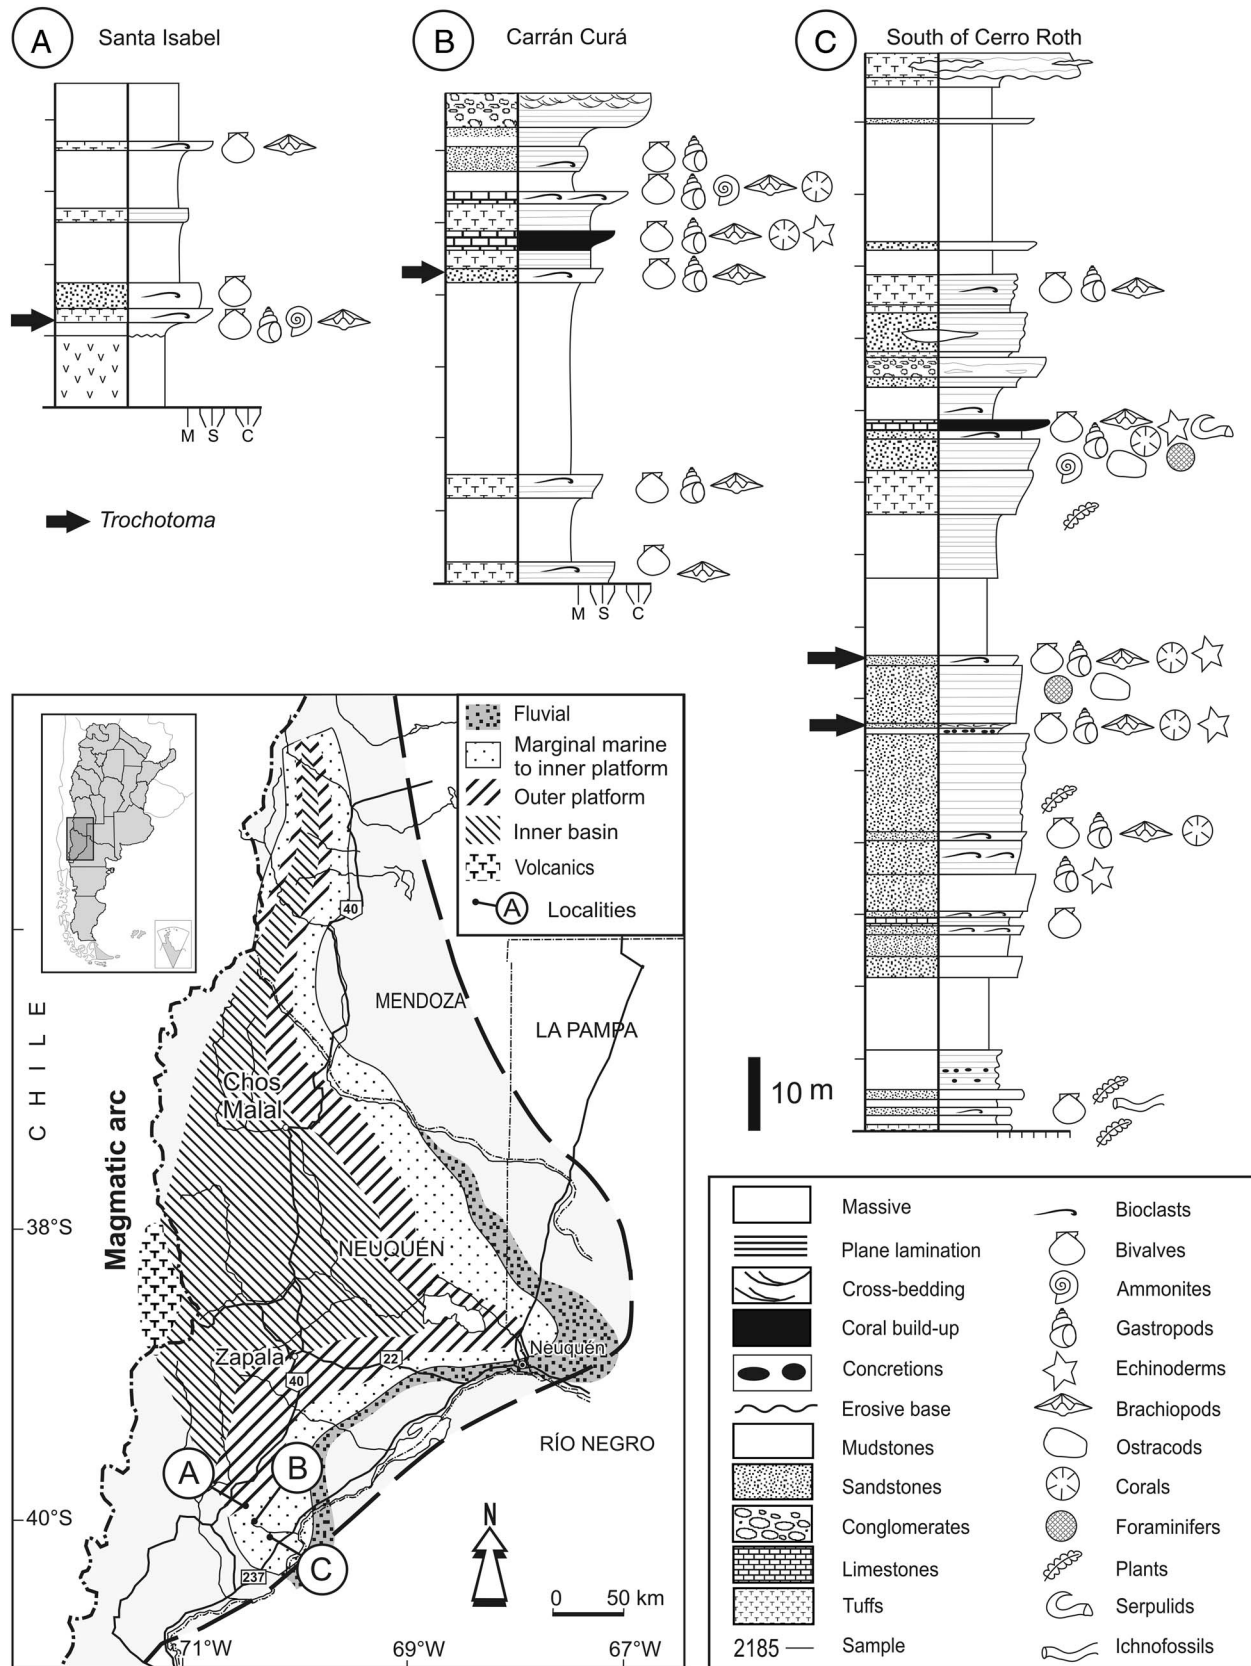 A Santa Isabel
B Carrán Curá
C South of Cerro Roth
M S C
Trochotoma
M S C
10 m
Fluvial
Marginal marine
to inner platform
Outer platform
Inner basin
Volcanics
A Localities
40
CHILE
MENDOZA
LA PAMPA
Chos
Malal
Magmatic arc
38°S
NEUQUÉN
Zapala
22
Neuquén
40
RÍO NEGRO
A
B
40°S
N
C
237
0 50 km
71°W
69°W
67°W
Massive
Plane lamination
Cross-bedding
Coral build-up
Concretions
Erosive base
Mudstones
Sandstones
Conglomerates
Limestones
Tuffs
2185 Sample
Bioclasts
Bivalves
Ammonites
Gastropods
Echinoderms
Brachiopods
Ostracods
Corals
Foraminifers
Plants
Serpulids
Ichnofossils